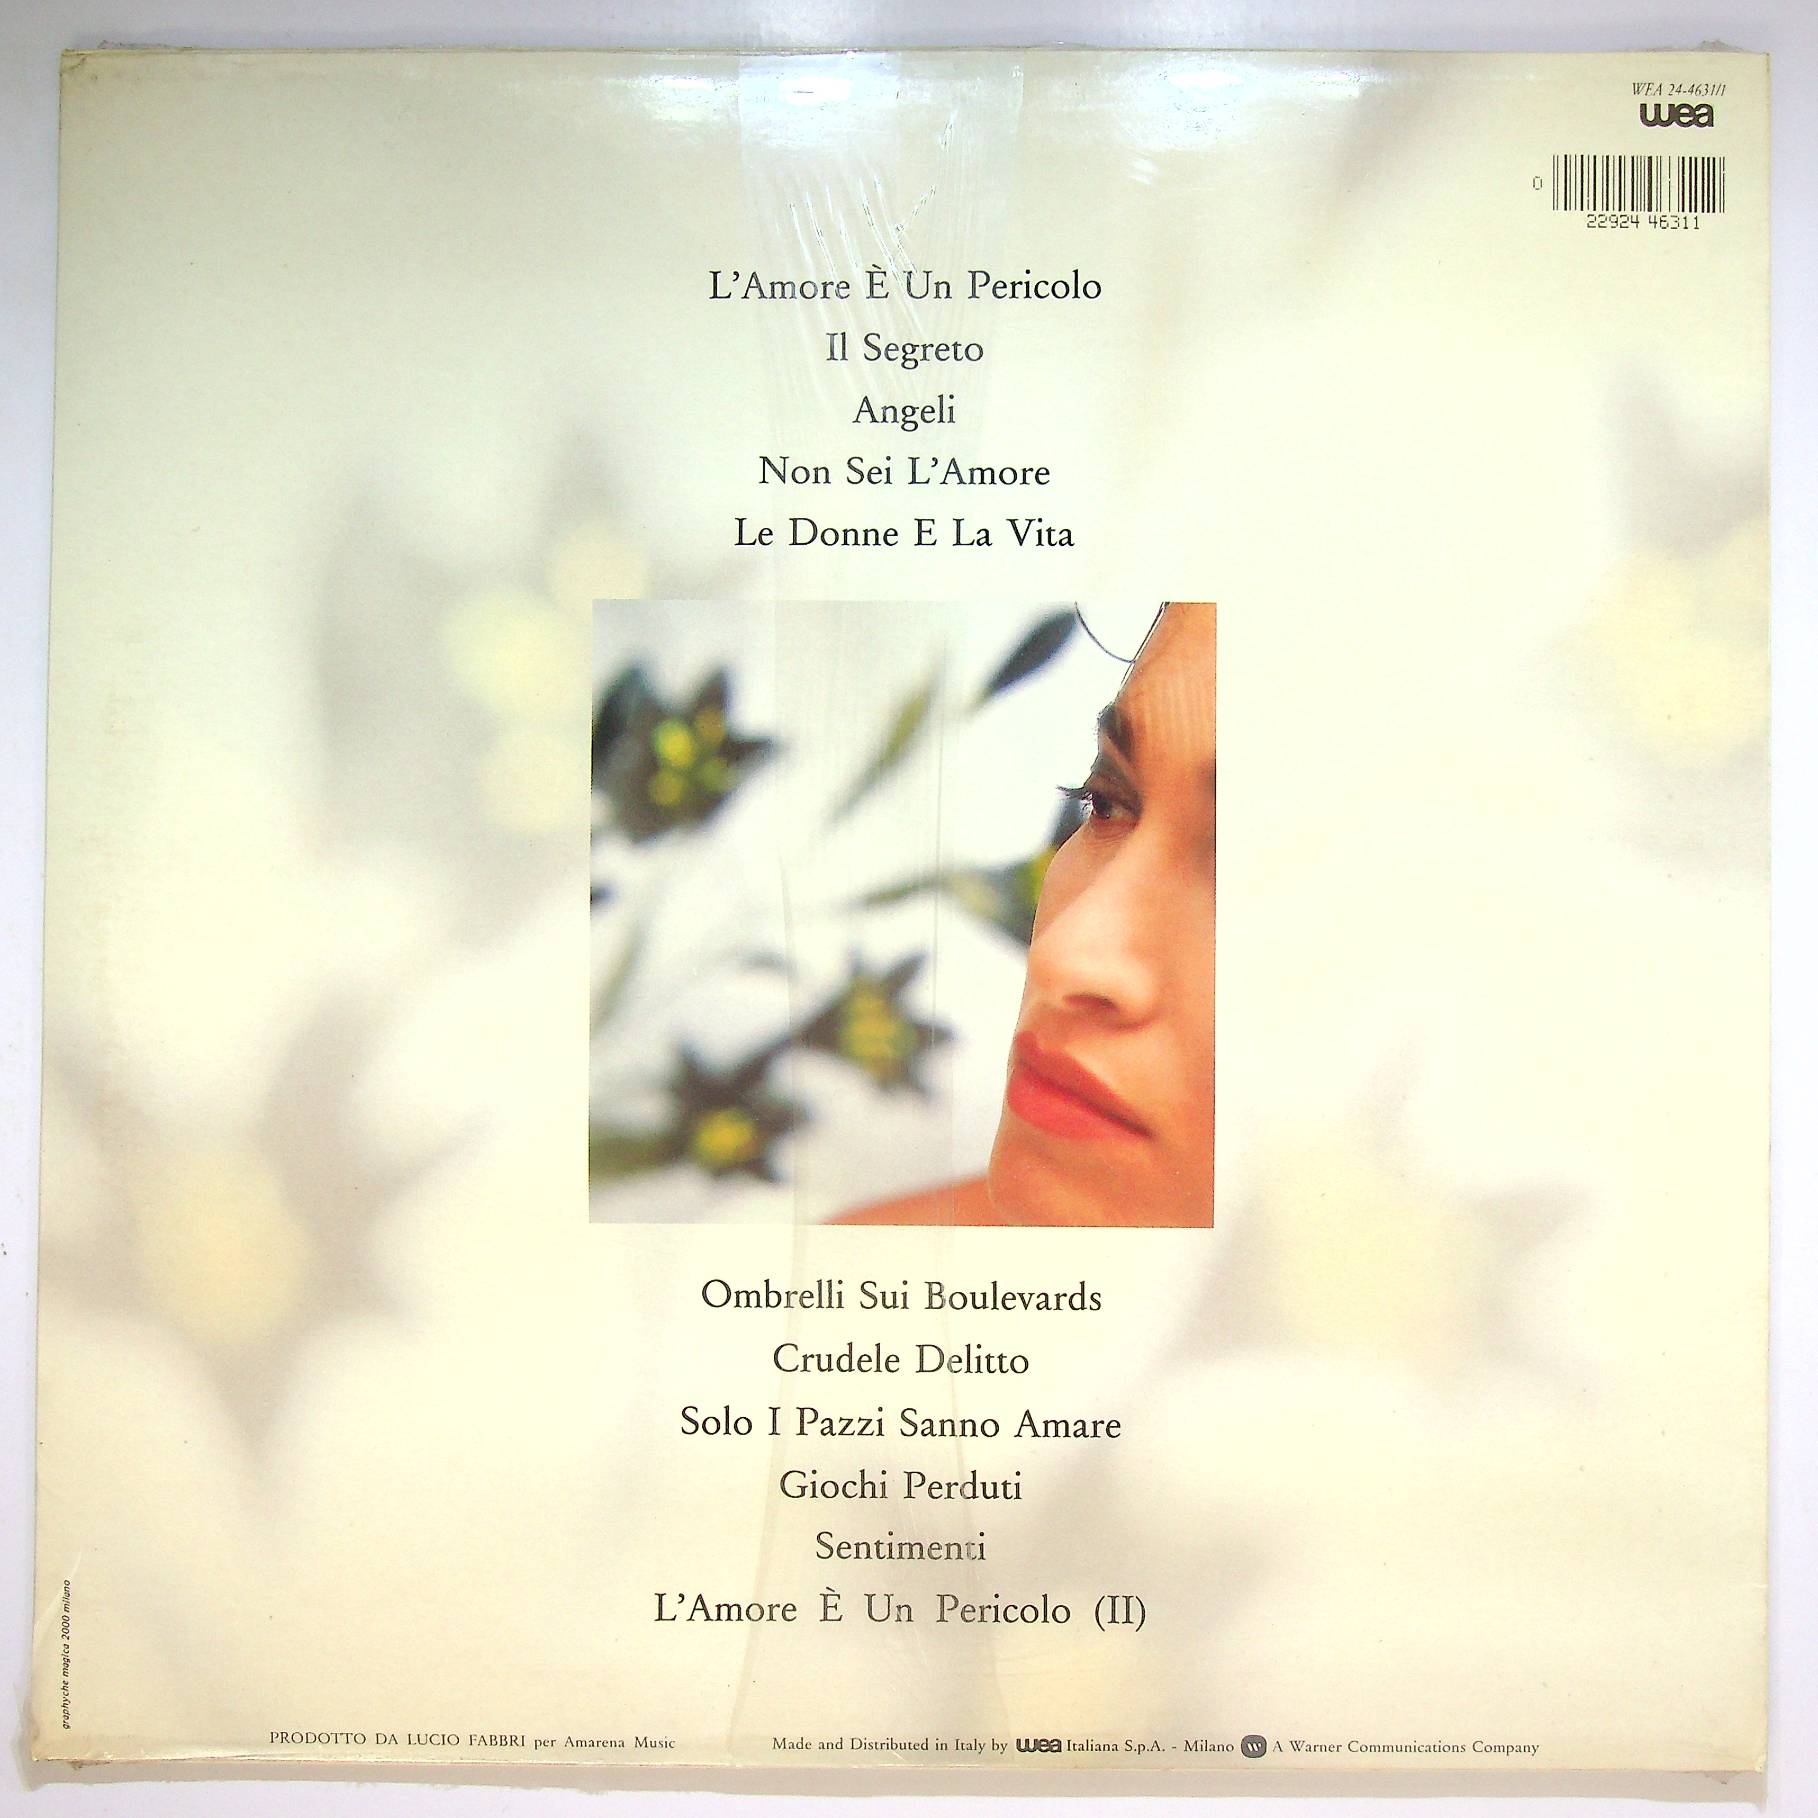 WEA 24-4631/1
wea
0
22924 46311
L'Amore È Un Pericolo
Il Segreto
Angeli
Non Sei L'Amore
Le Donne E La Vita
Ombrelli Sui Boulevards
Crudele Delitto
Solo I Pazzi Sanno Amare
Giochi Perduti
Sentimenti
L'Amore È Un Pericolo (II)
graphyche magica 2000 milano
PRODOTTO DA LUCIO FABBRI per Amarena Music
Made and Distributed in Italy by wea Italiana S.p.A. - Milano W A Warner Communications Company